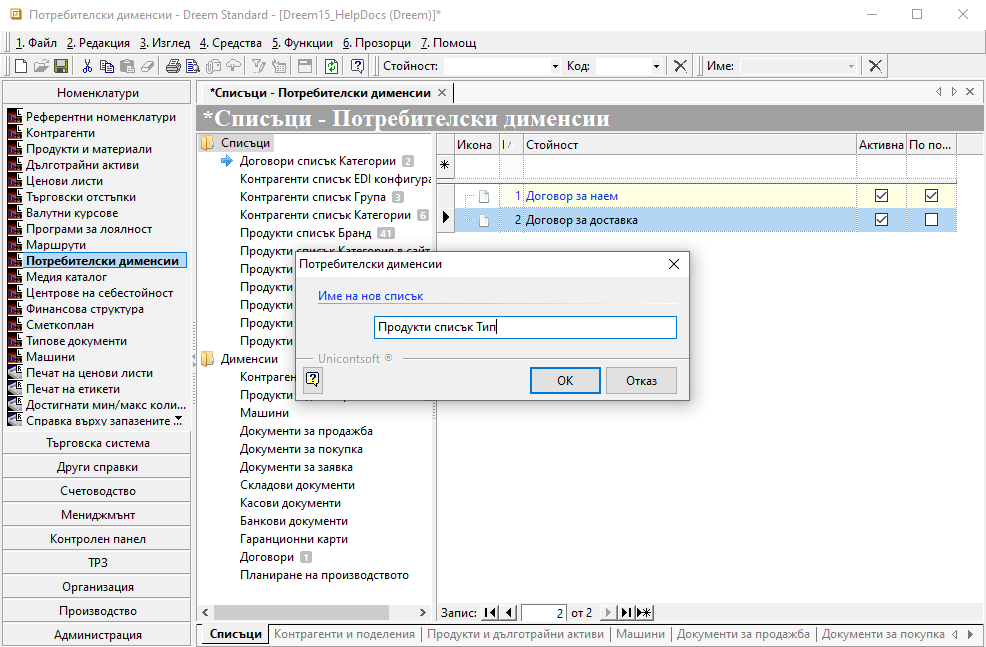 Потребителски дименсии - Dreem Standard - [Dreem15_HelpDocs (Dreem)]*
1. Файл 2. Редакция 3. Изглед 4. Средства 5. Функции 6. Прозорци 7. Помощ
Стойност: Код: Име:
Номенклатури
Референтни номенклатури
Контрагенти
Продукти и материали
Дълготрайни активи
Ценови листи
Търговски отстъпки
Валутни курсове
Програми за лоялност
Маршрути
Потребителски дименсии
Медия каталог
Центрове на себестойност
Финансова структура
Сметкоплан
Типове документи
Машини
Печат на ценови листи
Печат на етикети
Достигнати мин/макс коли...
Справка върху запазените ...
Търговска система
Други справки
Счетоводство
Мениджмънт
Контролен панел
ТРЗ
Организация
Производство
Администрация
*Списъци - Потребителски дименсии
*Списъци - Потребителски дименсии
Списъци
Договори списък Категории 2
Контрагенти списък EDI конфигура
Контрагенти списък Група 3
Контрагенти списък Категории 6
Продукти списък Бранд 41
Продукти списък Категория в сайт
Продукти
Продукти
Продукти
Продукти
Продукти
Дименсии
Контраген
Продукти
Машини
Документи за продажба
Документи за покупка
Документи за заявка
Складови документи
Касови документи
Банкови документи
Гаранционни карти
Договори 1
Планиране на производството
Икона І / Стойност Активна По по...
1 Договор за наем
2 Договор за доставка
Потребителски дименсии
Име на нов списък
Продукти списък Тип
Unicontsoft ®
OK Отказ
Запис: 2 от 2
Списъци Контрагенти и поделения Продукти и дълготрайни активи Машини Документи за продажба Документи за покупка